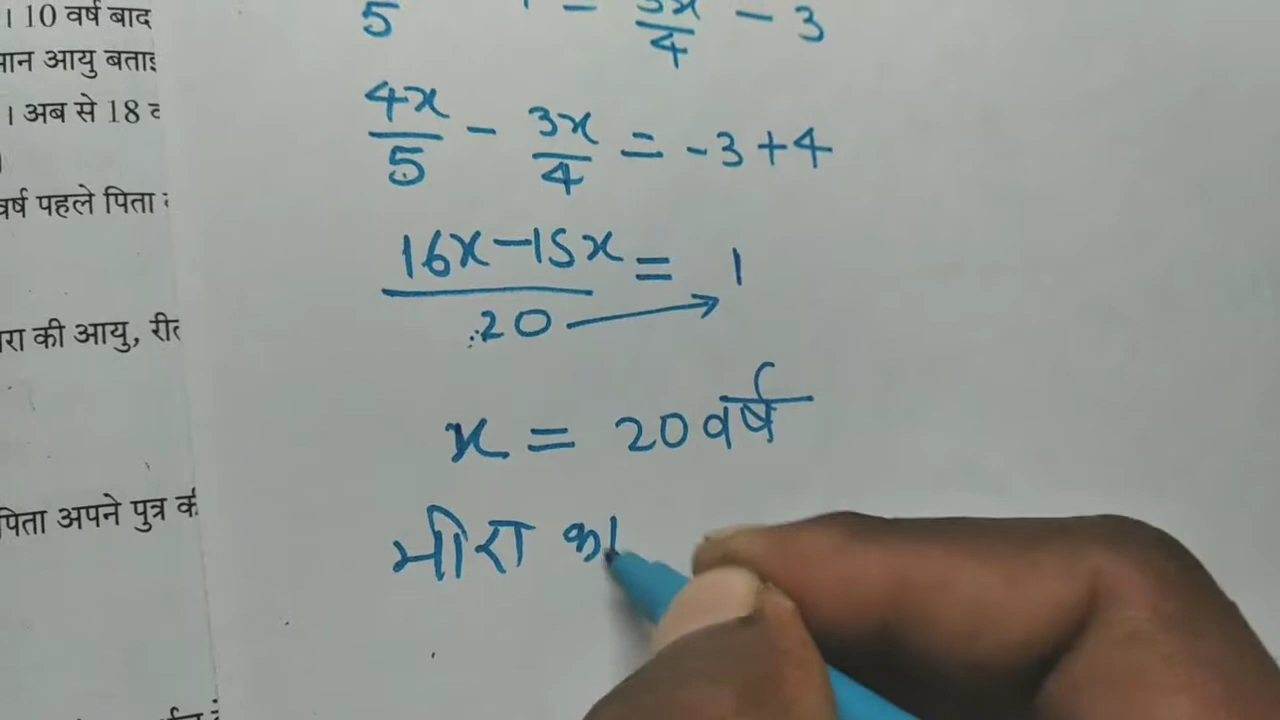 । 10 वर्ष बाद
आयु बताइ
। अब से 18
वर्ष पहले पिता
की आयु,
पिता अपने पुत्र
5 = 3x/4 - 3
4x/5 - 3x/4 = -3+4
16x-15x/20 = 1
x = 20 वर्ष
मीरा का